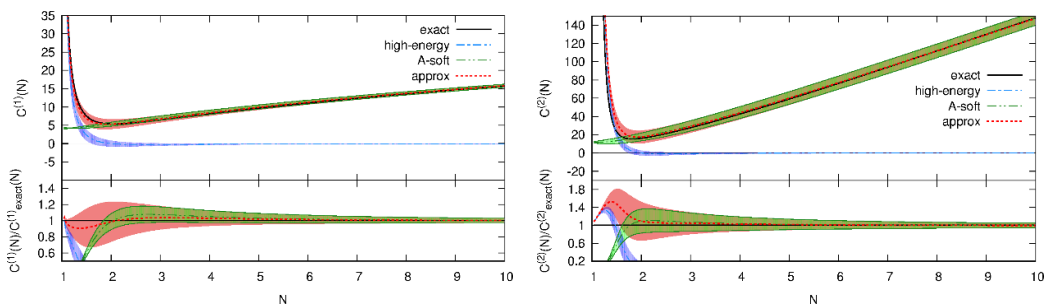 C^(1)(N)
35
30
25
20
15
10
5
0
-5
exact
high-energy
A-soft
approx
C^(1)(N)/C^(1)_exact(N)
1.4
1.2
1
0.8
0.6
1 2 3 4 5 6 7 8 9 10
N
C^(2)(N)
140
120
100
80
60
40
20
0
-20
exact
high-energy
A-soft
approx
C^(2)(N)/C^(2)_exact(N)
1.8
1.4
1
0.6
0.2
1 2 3 4 5 6 7 8 9 10
N